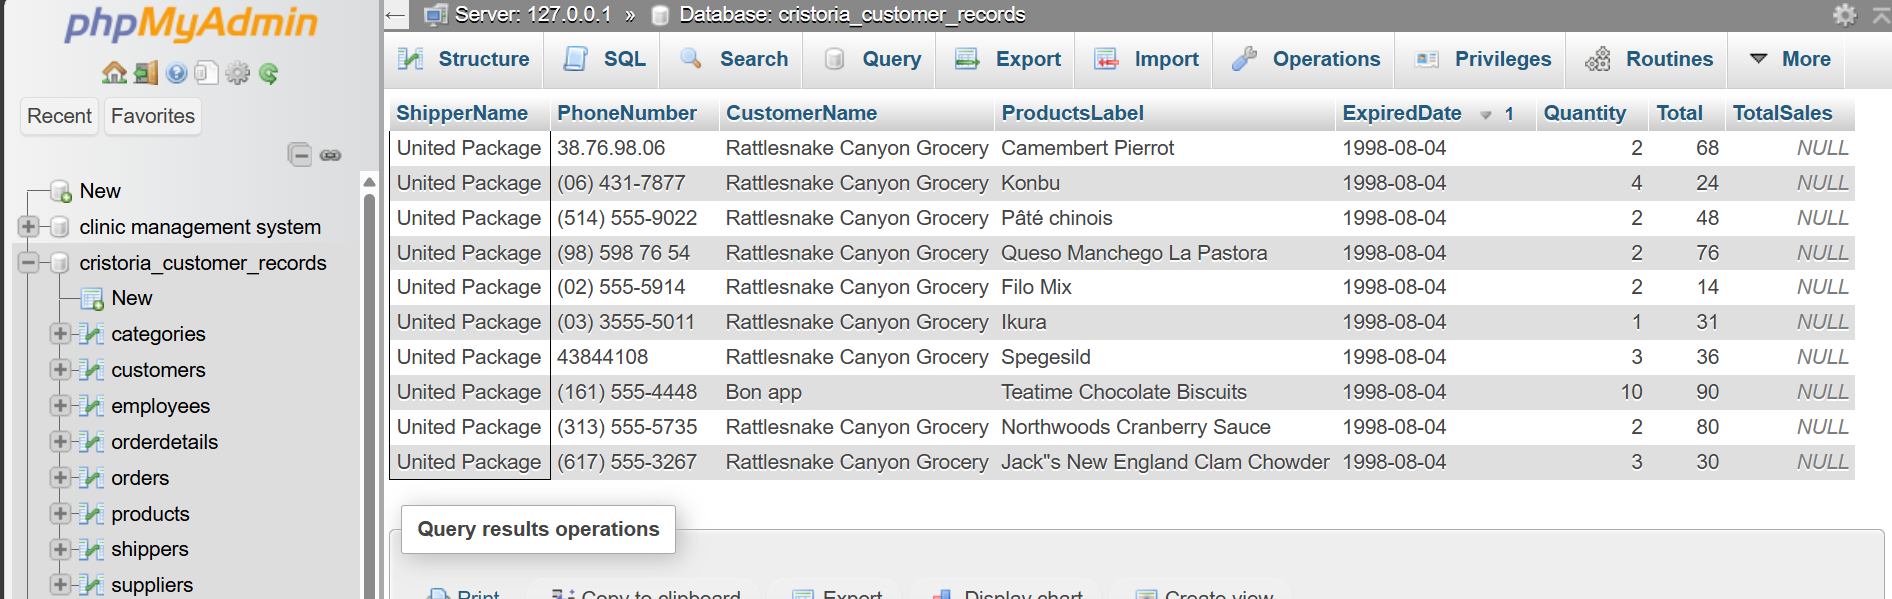 phpMyAdmin
Recent Favorites
New
clinic management system
cristoria_customer_records
New
categories
customers
employees
orderdetails
orders
products
shippers
suppliers
Server: 127.0.0.1 » Database: cristoria_customer_records
Structure SQL Search Query Export Import Operations Privileges Routines More
ShipperName PhoneNumber CustomerName ProductsLabel ExpiredDate 1 Quantity Total TotalSales
United Package 38.76.98.06 Rattlesnake Canyon Grocery Camembert Pierrot 1998-08-04 2 68 NULL
United Package (06) 431-7877 Rattlesnake Canyon Grocery Konbu 1998-08-04 4 24 NULL
United Package (514) 555-9022 Rattlesnake Canyon Grocery Pâté chinois 1998-08-04 2 48 NULL
United Package (98) 598 76 54 Rattlesnake Canyon Grocery Queso Manchego La Pastora 1998-08-04 2 76 NULL
United Package (02) 555-5914 Rattlesnake Canyon Grocery Filo Mix 1998-08-04 2 14 NULL
United Package (03) 3555-5011 Rattlesnake Canyon Grocery Ikura 1998-08-04 1 31 NULL
United Package 43844108 Rattlesnake Canyon Grocery Spegesild 1998-08-04 3 36 NULL
United Package (161) 555-4448 Bon app Teatime Chocolate Biscuits 1998-08-04 10 90 NULL
United Package (313) 555-5735 Rattlesnake Canyon Grocery Northwoods Cranberry Sauce 1998-08-04 2 80 NULL
United Package (617) 555-3267 Rattlesnake Canyon Grocery Jack"s New England Clam Chowder 1998-08-04 3 30 NULL
Query results operations
Print Copy to clipboard Export Display chart Create view